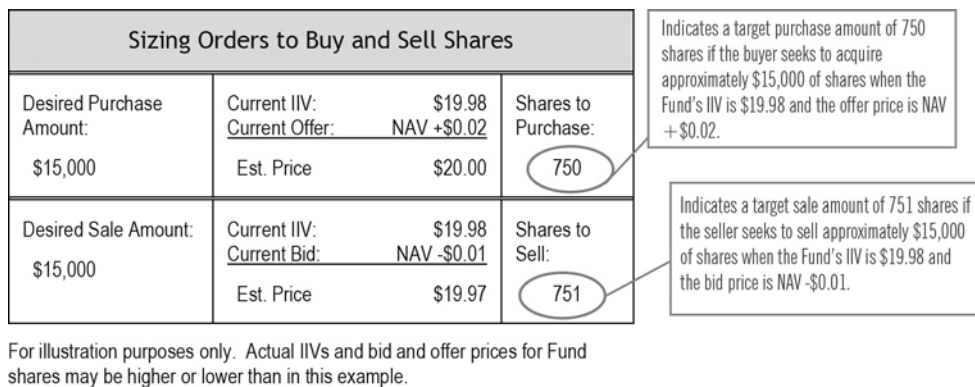 Sizing Orders to Buy and Sell Shares
Desired Purchase
Amount:
$15,000
Current IIV: $19.98
Current Offer: NAV +$0.02
Est. Price $20.00
Shares to
Purchase:
750
Desired Sale Amount:
$15,000
Current IIV: $19.98
Current Bid: NAV -$0.01
Est. Price $19.97
Shares to
Sell:
751
Indicates a target purchase amount of 750
shares if the buyer seeks to acquire
approximately $15,000 of shares when the
Fund's IIV is $19.98 and the offer price is NAV
+$0.02.
Indicates a target sale amount of 751 shares if
the seller seeks to sell approximately $15,000
of shares when the Fund's IIV is $19.98 and
the bid price is NAV -$0.01.
For illustration purposes only. Actual IIVs and bid and offer prices for Fund
shares may be higher or lower than in this example.